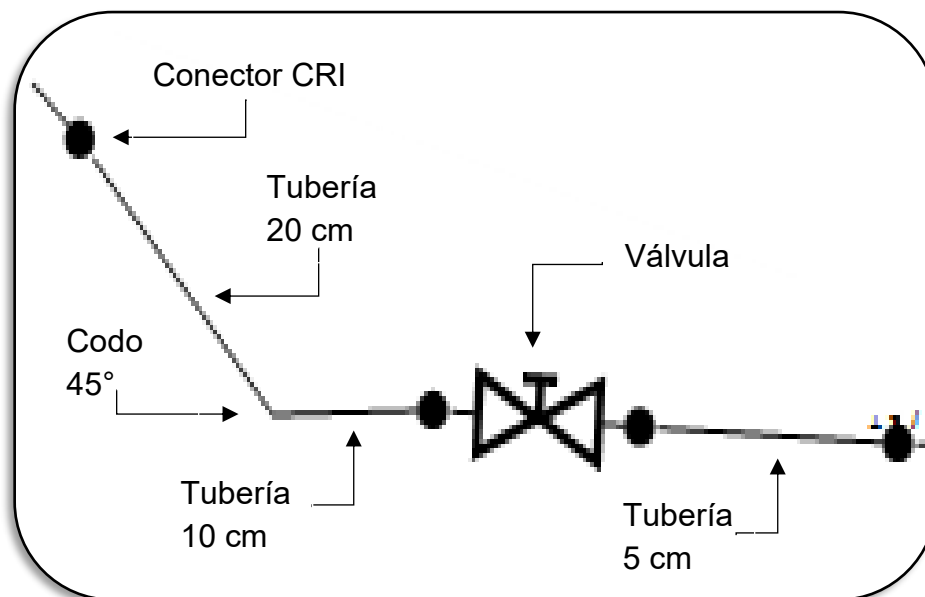 Conector CRI
Tubería
20 cm
Válvula
Codo
45°
Tubería
10 cm
Tubería
5 cm